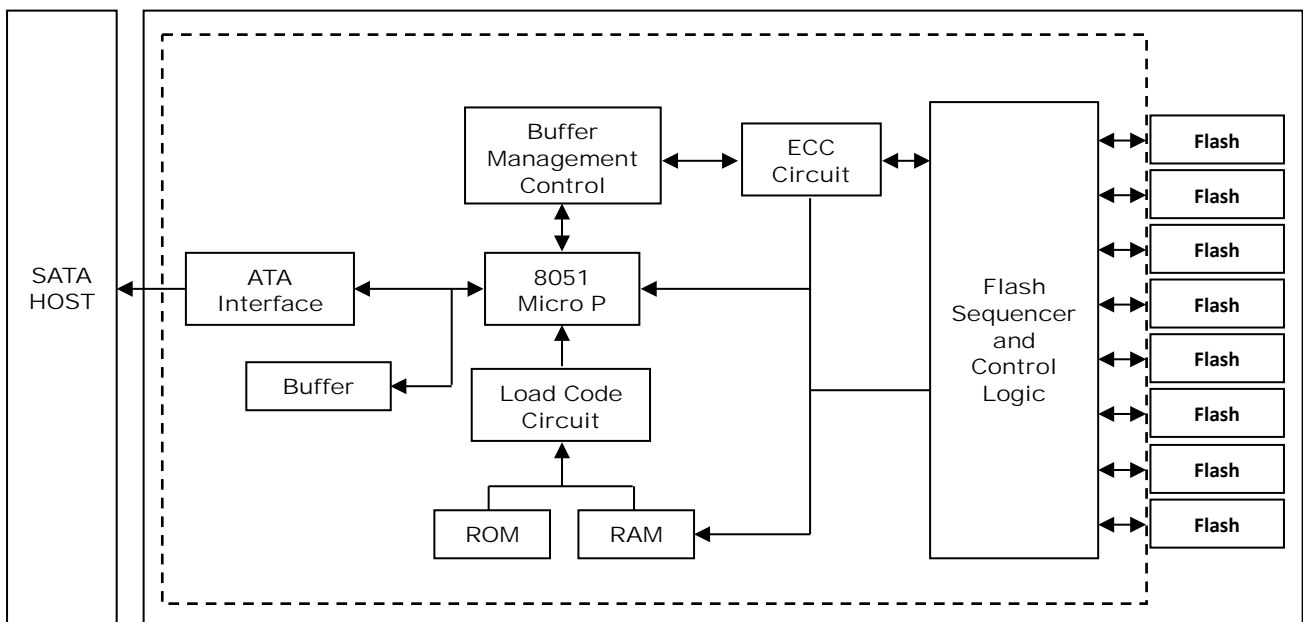 SATA
HOST
ATA
Interface
Buffer
Buffer
Management
Control
8051
Micro P
Load Code
Circuit
ROM
RAM
ECC
Circuit
Flash
Sequencer
and
Control
Logic
Flash
Flash
Flash
Flash
Flash
Flash
Flash
Flash